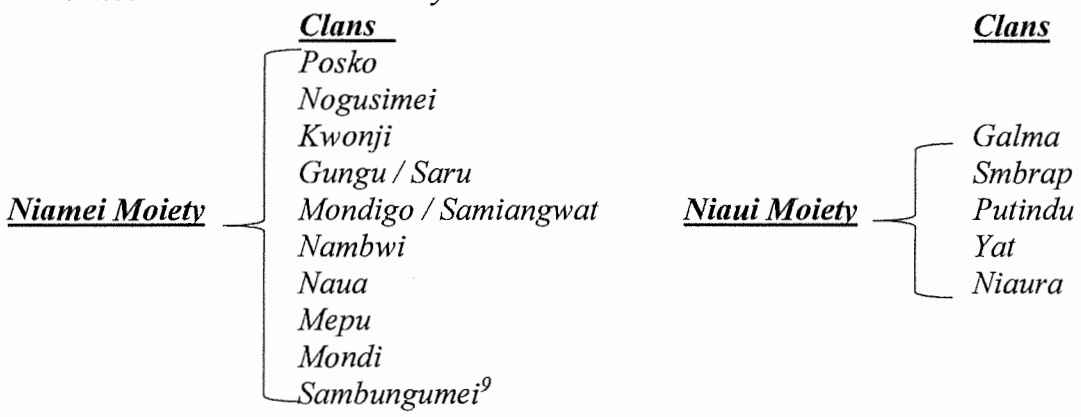 Clans
Posko
Nogusimei
Kwonji
Gungu / Saru
Niamei Moiety
Mondigo / Samiangwat
Nambwi
Naua
Mepu
Mondi
Sambungumei⁹
Clans
Galma
Smbrap
Niaui Moiety
Putindu
Yat
Niaura